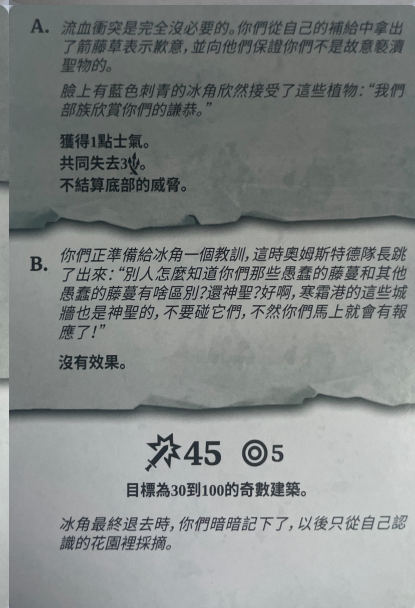 A. 流血衝突是完全沒必要的。你們從自己的補給中拿出
了箭藤草表示歉意，並向他們保證你們不是故意褻瀆
聖物的。
臉上有藍色刺青的冰角欣然接受了這些植物：“我們
部族欣賞你們的謙恭。”
獲得1點士氣。
共同失去3。
不結算底部的威脅。
B. 你們正準備給冰角一個教訓，這時奧姆斯特德隊長跳
了出來：“別人怎麼知道你們那些愚蠢的藤蔓和其他
愚蠢的藤蔓有啥區別？還神聖？好啊，寒霜港的這些城
牆也是神聖的，不要碰它們，不然你們馬上就會有報
應了！”
沒有效果。
45 5
目標為30到100的奇數建築。
冰角最終退去時，你們暗暗記下了，以後只從自己認
識的花園裡採摘。